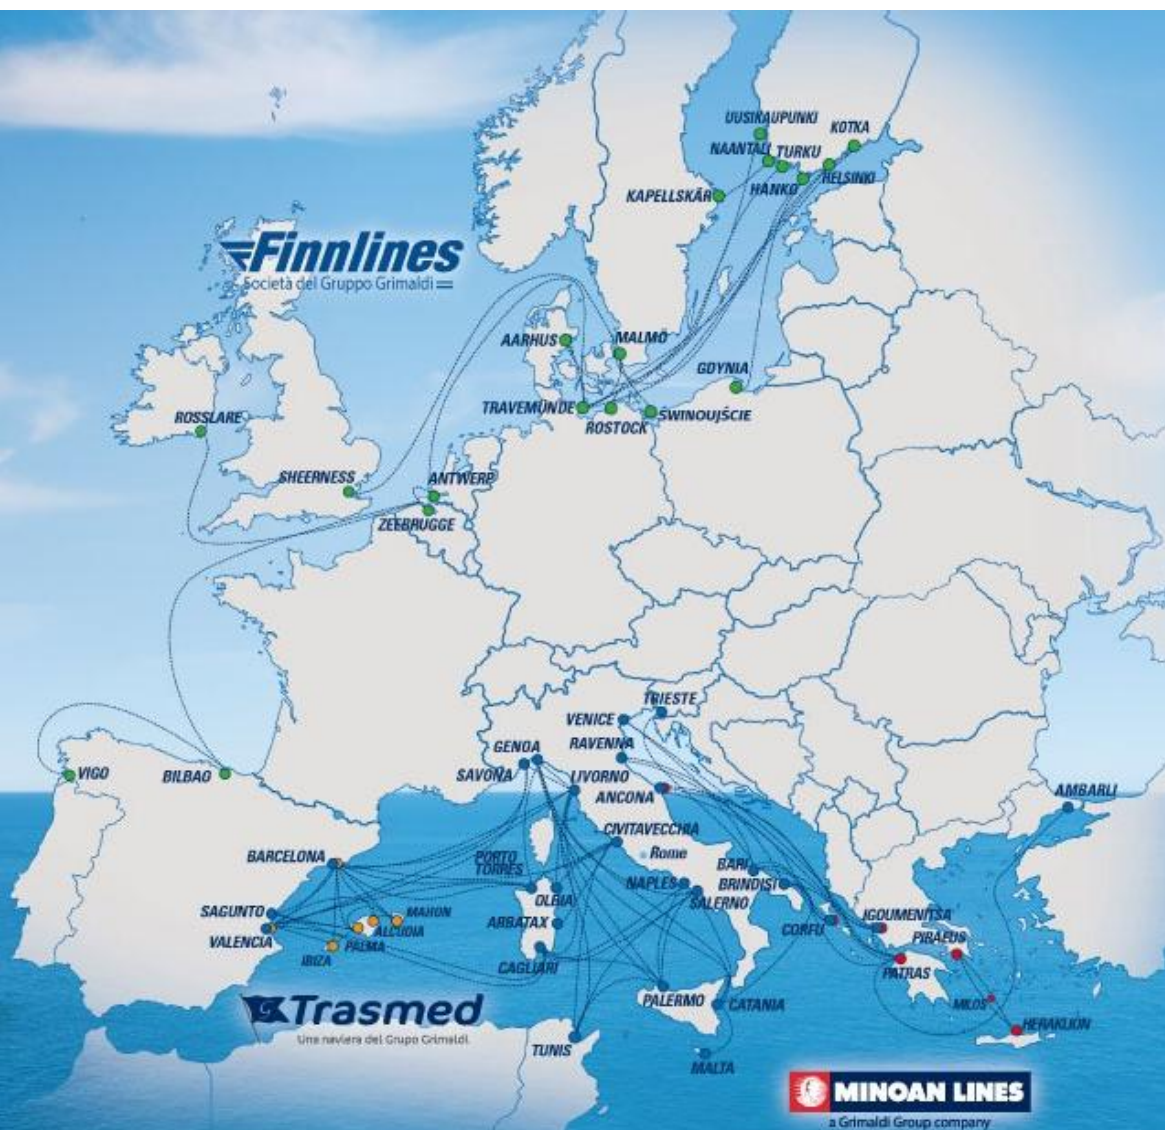 UUSIKAUPUNKI
KOTKA
NAANTALI
TURKU
HANKO
HELSINKI
KAPELLSKÄR
Finnlines
Società del Gruppo Grimaldi
AARHUS
MALMÖ
GDYNIA
TRAVEMÜNDE
ROSTOCK
ŚWINOUJŚCIE
ROSSLARE
SHEERNESS
ANTWERP
ZEEBRUGGE
TRIESTE
VENICE
RAVENNA
GENOA
SAVONA
LIVORNO
ANCONA
VIGO
BILBAO
AMBARLI
CIVITAVECCHIA
Rome
BARCELONA
PORTO
TORRES
OLBIA
NAPLES
SALERNO
BARI
BRINDISI
SAGUNTO
VALENCIA
MAHON
ALCUDIA
PALMA
IBIZA
ARBATAX
CAGLIARI
CORFU
IGOUMENITSA
PIRAEUS
PATRAS
MILOS
HERAKLION
PALERMO
CATANIA
Trasmed
Una naviera del Grupo Grimaldi
TUNIS
MALTA
MINOAN LINES
a Grimaldi Group company